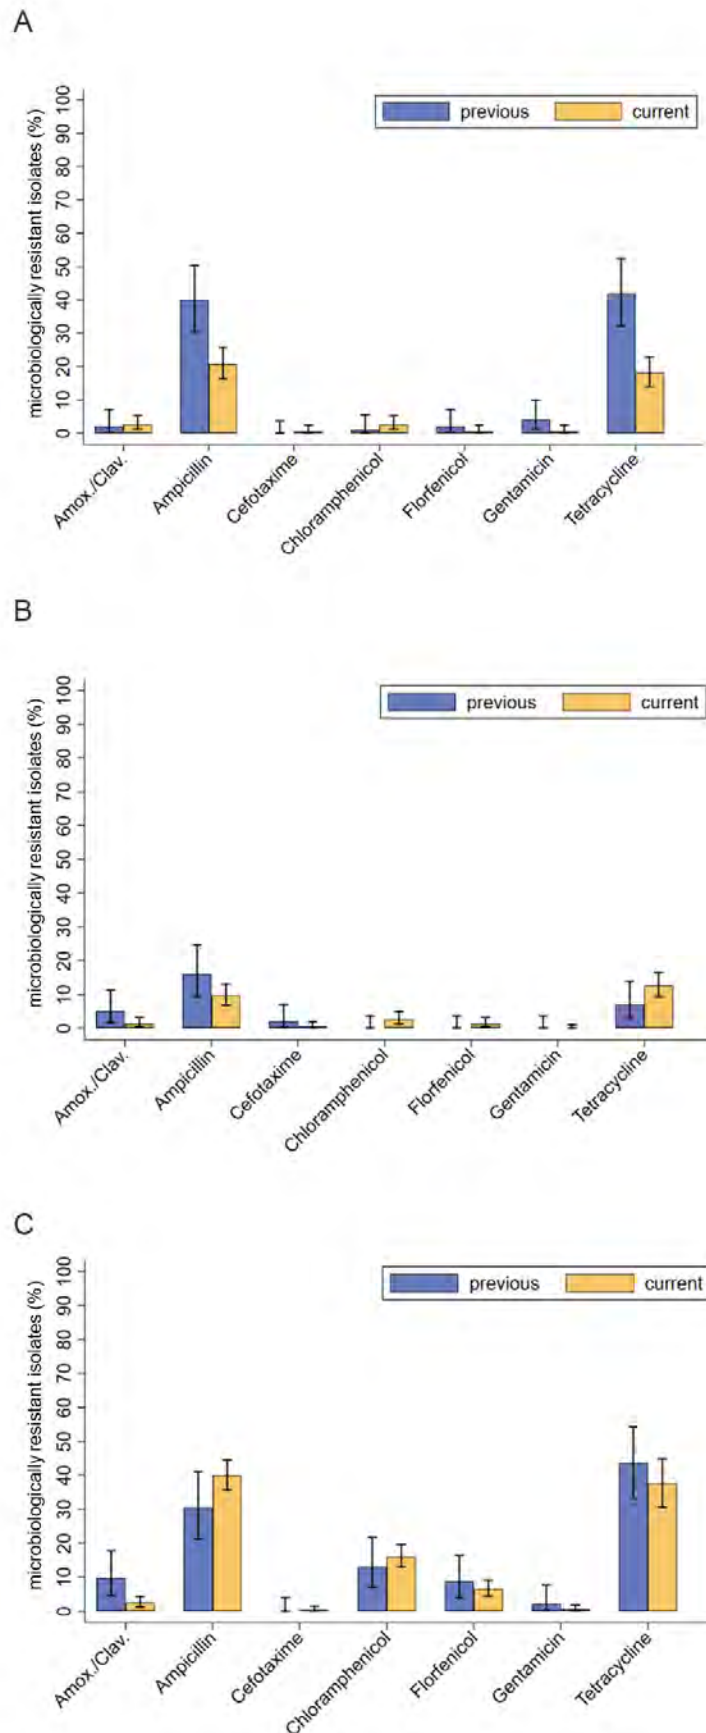 A
previous current
microbiologically resistant isolates (%)
100
90
80
70
60
50
40
30
20
10
0
Amox./Clav.
Ampicillin
Cefotaxime
Chloramphenicol
Florfenicol
Gentamicin
Tetracycline
B
previous current
microbiologically resistant isolates (%)
100
90
80
70
60
50
40
30
20
10
0
Amox./Clav.
Ampicillin
Cefotaxime
Chloramphenicol
Florfenicol
Gentamicin
Tetracycline
C
previous current
microbiologically resistant isolates (%)
100
90
80
70
60
50
40
30
20
10
0
Amox./Clav.
Ampicillin
Cefotaxime
Chloramphenicol
Florfenicol
Gentamicin
Tetracycline